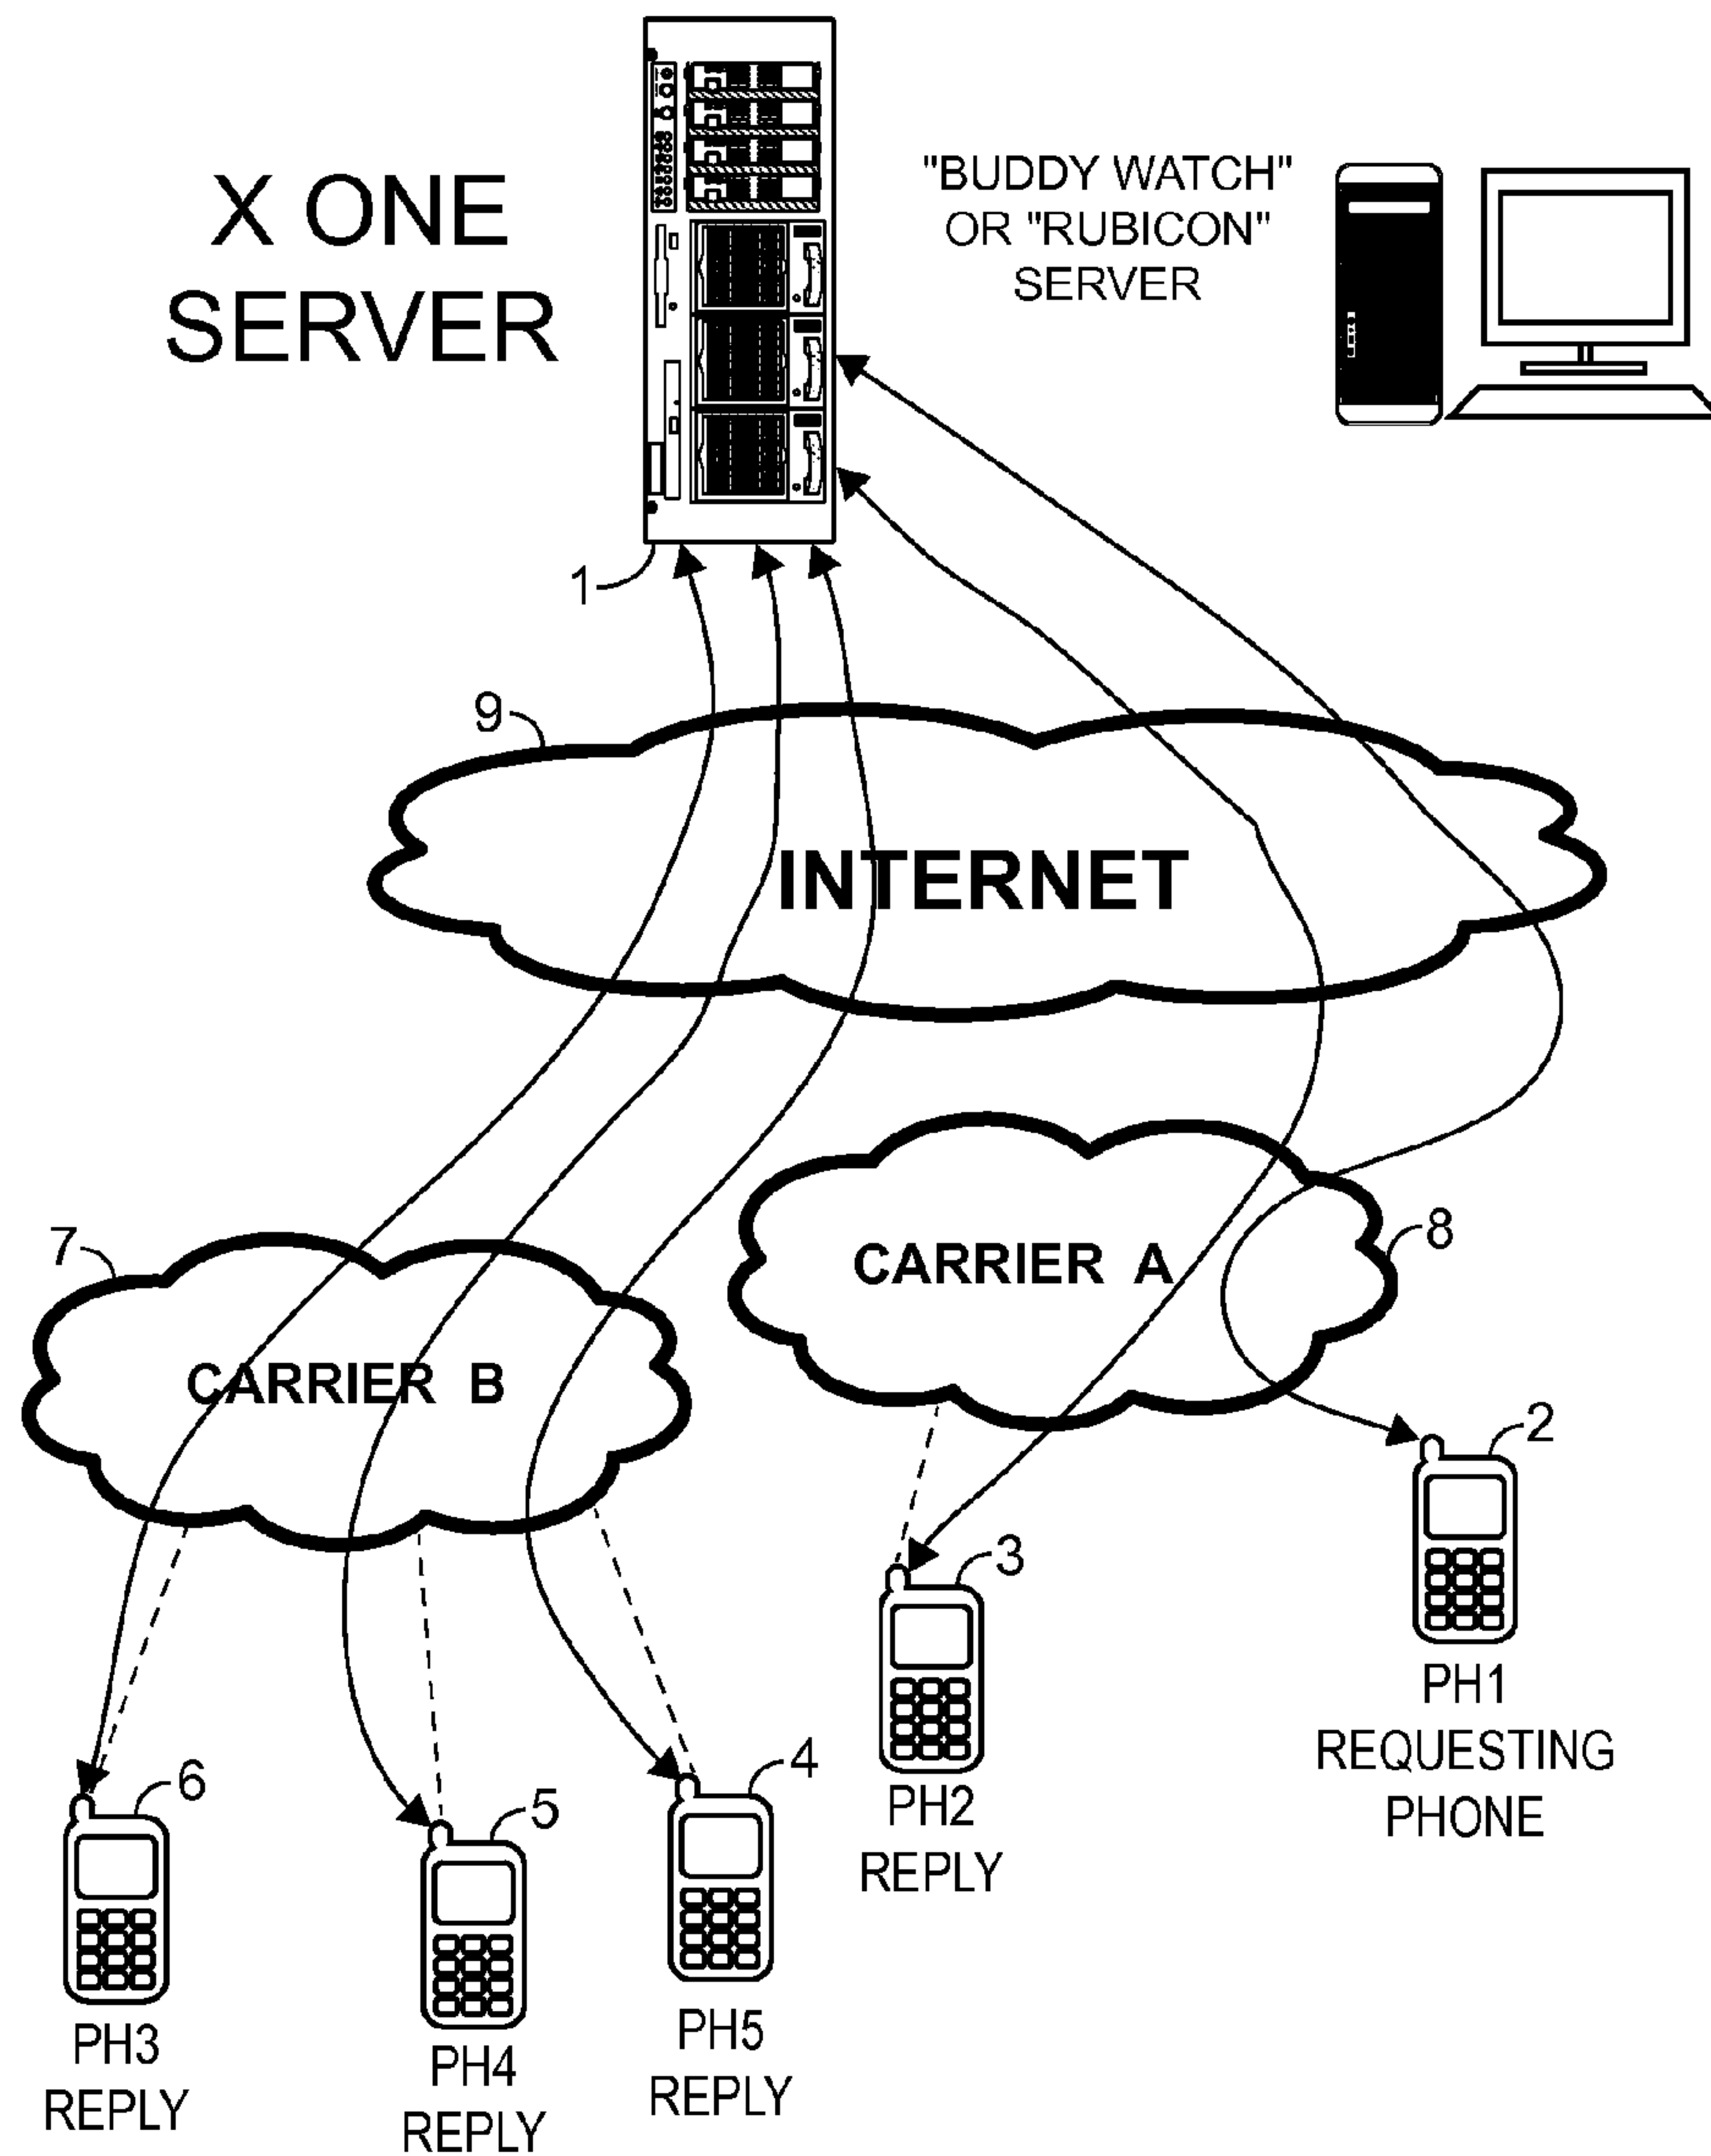 X ONE
SERVER
"BUDDY WATCH"
OR "RUBICON"
SERVER
1
9
INTERNET
7
CARRIER B
CARRIER A
8
2
PH1
REQUESTING
PHONE
3
PH2
REPLY
6
PH3
REPLY
5
PH4
REPLY
4
PH5
REPLY